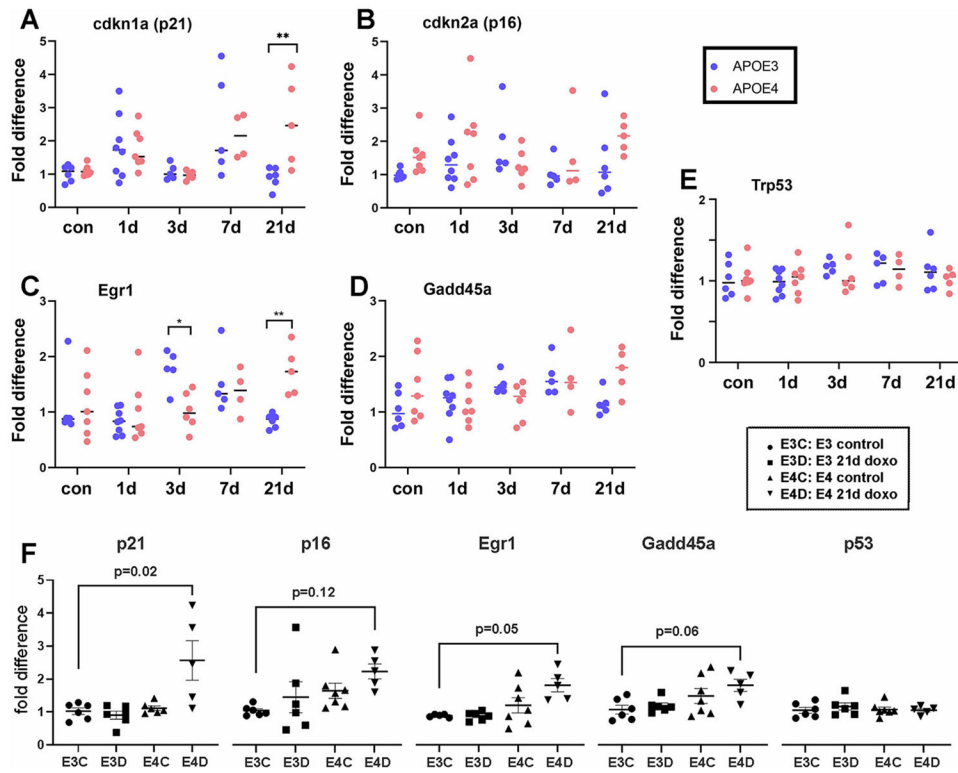 A
cdkn1a (p21)
**
Fold difference
5
4
3
2
1
0
con 1d 3d 7d 21d
B
cdkn2a (p16)
Fold difference
5
4
3
2
1
0
con 1d 3d 7d 21d
APOE3
APOE4
C
Egr1
*
**
Fold difference
3
2
1
0
con 1d 3d 7d 21d
D
Gadd45a
Fold difference
3
2
1
0
con 1d 3d 7d 21d
E
Trp53
Fold difference
2
1
0
con 1d 3d 7d 21d
E3C: E3 control
E3D: E3 21d doxo
E4C: E4 control
E4D: E4 21d doxo
F
p21 p16 Egr1 Gadd45a p53
fold difference
5
4
3
2
1
0
p=0.02
p=0.12
p=0.05
p=0.06
E3C E3D E4C E4D E3C E3D E4C E4D E3C E3D E4C E4D E3C E3D E4C E4D E3C E3D E4C E4D